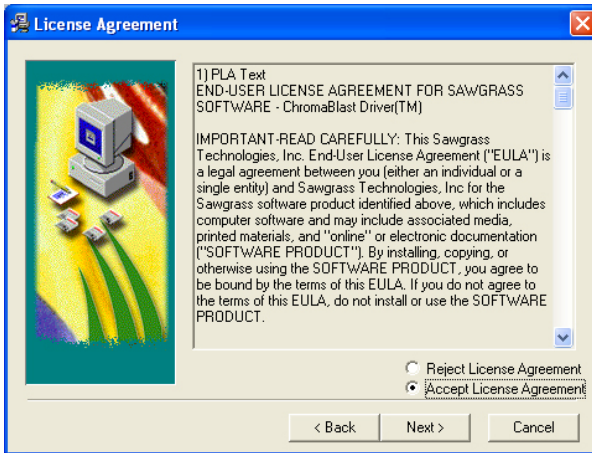 License Agreement
1) PLA Text
END-USER LICENSE AGREEMENT FOR SAWGRASS
SOFTWARE - ChromaBlast Driver(TM)
IMPORTANT-READ CAREFULLY: This Sawgrass
Technologies, Inc. End-User License Agreement ("EULA") is
a legal agreement between you (either an individual or a
single entity) and Sawgrass Technologies, Inc for the
Sawgrass software product identified above, which includes
computer software and may include associated media,
printed materials, and "online" or electronic documentation
("SOFTWARE PRODUCT"). By installing, copying, or
otherwise using the SOFTWARE PRODUCT, you agree to
be bound by the terms of this EULA. If you do not agree to
the terms of this EULA, do not install or use the SOFTWARE
PRODUCT.
Reject License Agreement
Accept License Agreement
< Back
Next >
Cancel